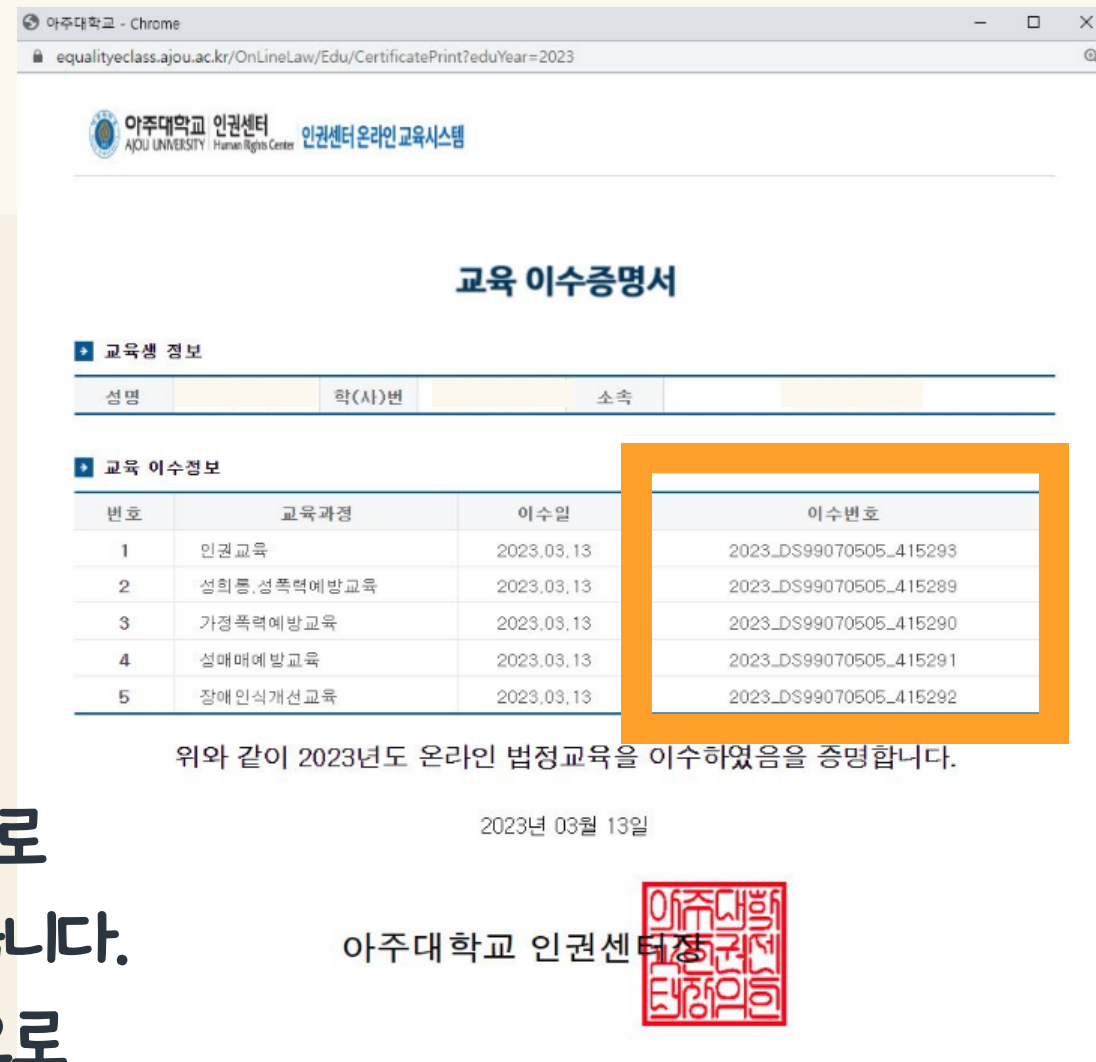 아주대학교 - Chrome
equalityeclass.ajou.ac.kr/OnLineLaw/Edu/CertificatePrint?eduYear=2023
아주대학교 인권센터 인권센터 온라인 교육시스템
AJOU UNIVERSITY Human Rights Center
교육 이수증명서
교육생 정보
성명 학(사)번 소속
교육 이수정보
번호 교육과정 이수일 이수번호
1 인권교육 2023.03.13 2023_DS99070505_415293
2 성희롱,성폭력예방교육 2023.03.13 2023_DS99070505_415289
3 가정폭력예방교육 2023.03.13 2023_DS99070505_415290
4 성매매예방교육 2023.03.13 2023_DS99070505_415291
5 장애인식개선교육 2023.03.13 2023_DS99070505_415292
위와 같이 2023년도 온라인 법정교육을 이수하였음을 증명합니다.
2023년 03월 13일
로
니다.
아주대학교 인권센터장
으로